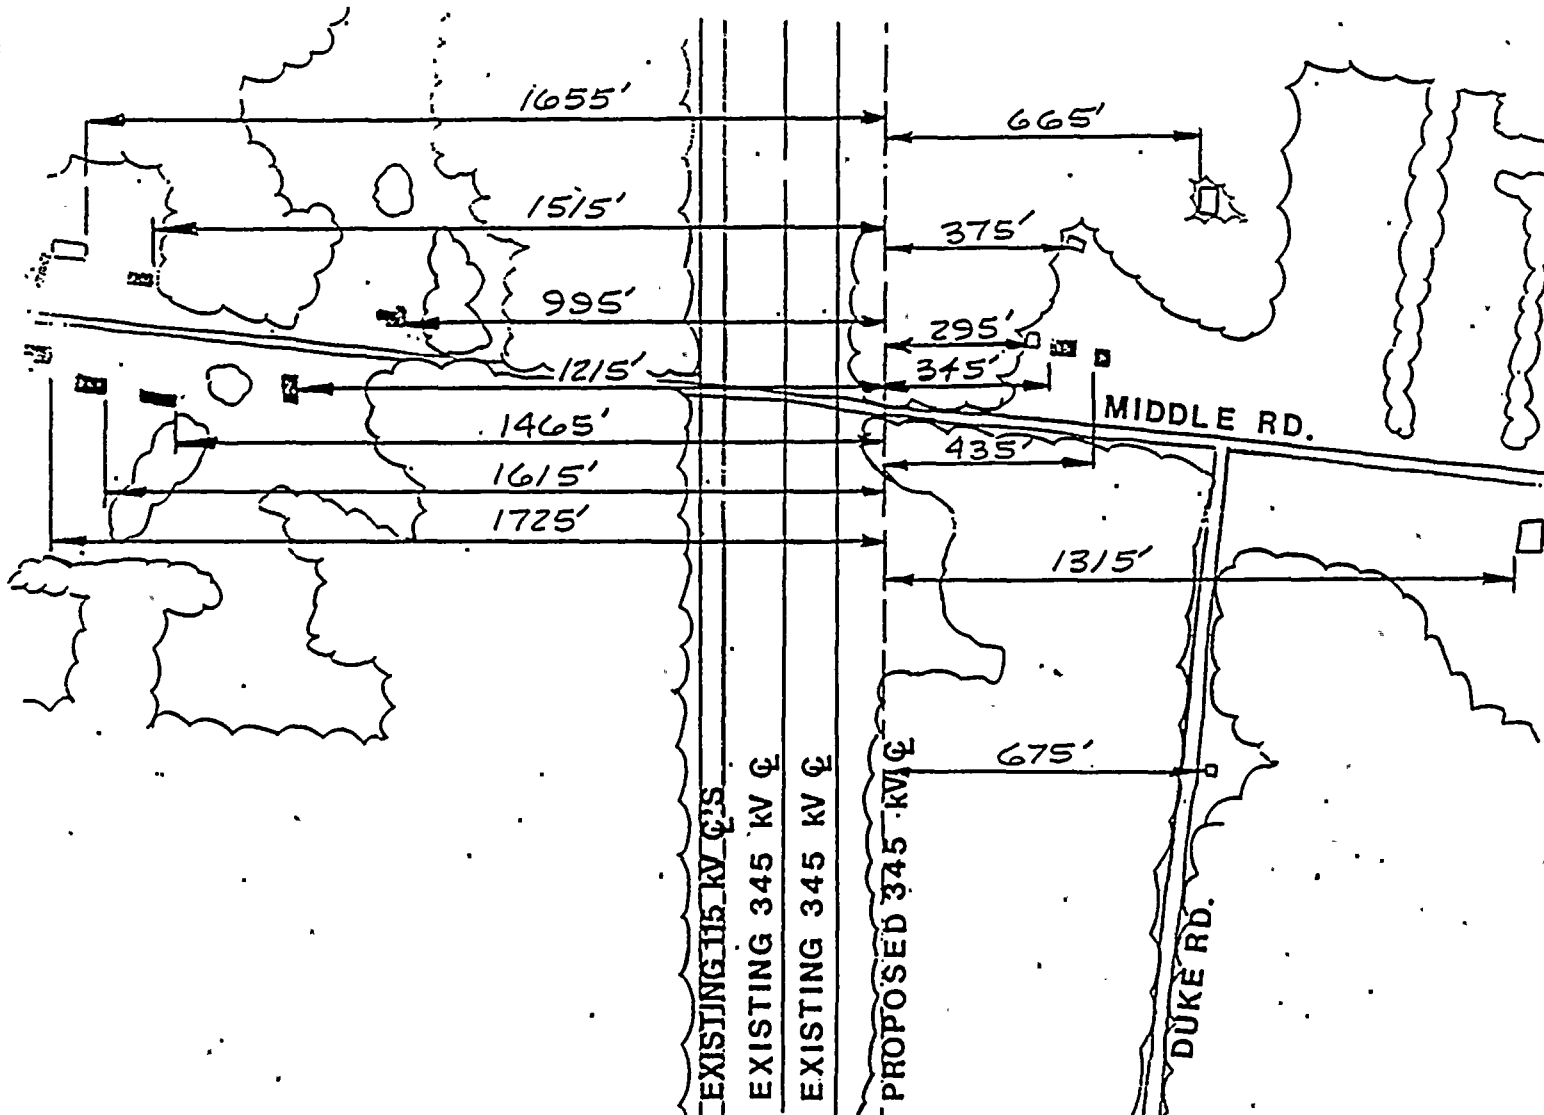 1655'
665'
1515'
375'
995'
295'
1215'
345'
MIDDLE RD.
1465'
435'
1615'
1725'
1315'
675'
EXISTING 115 kV ℄'S
EXISTING 345 kV ℄
EXISTING 345 kV ℄
PROPOSED 345 kV ℄
DUKE RD.